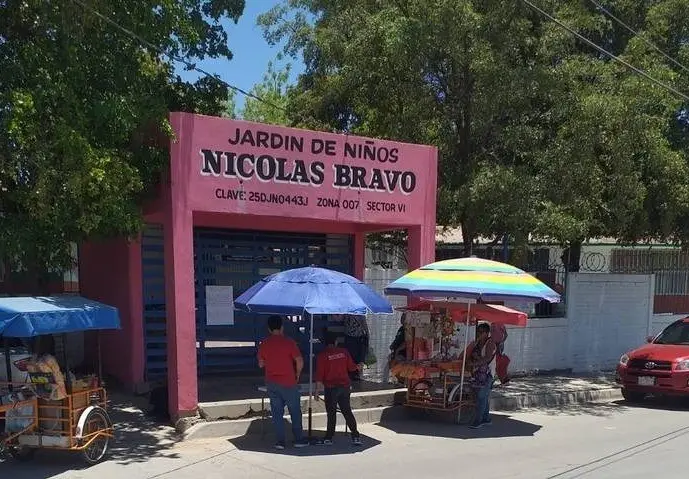 JARDIN DE NIÑOS
NICOLAS BRAVO
CLAVE: 25DJN0443J ZONA 007 SECTOR VI